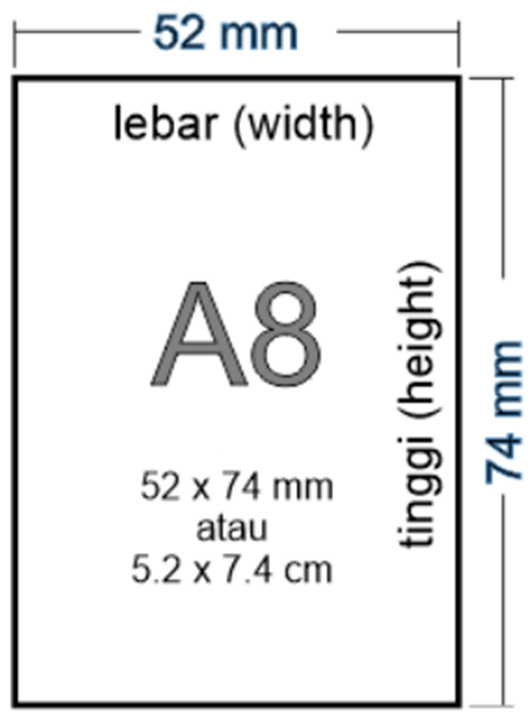 52 mm
lebar (width)
A8
tinggi (height)
74 mm
52 x 74 mm
atau
5.2 x 7.4 cm